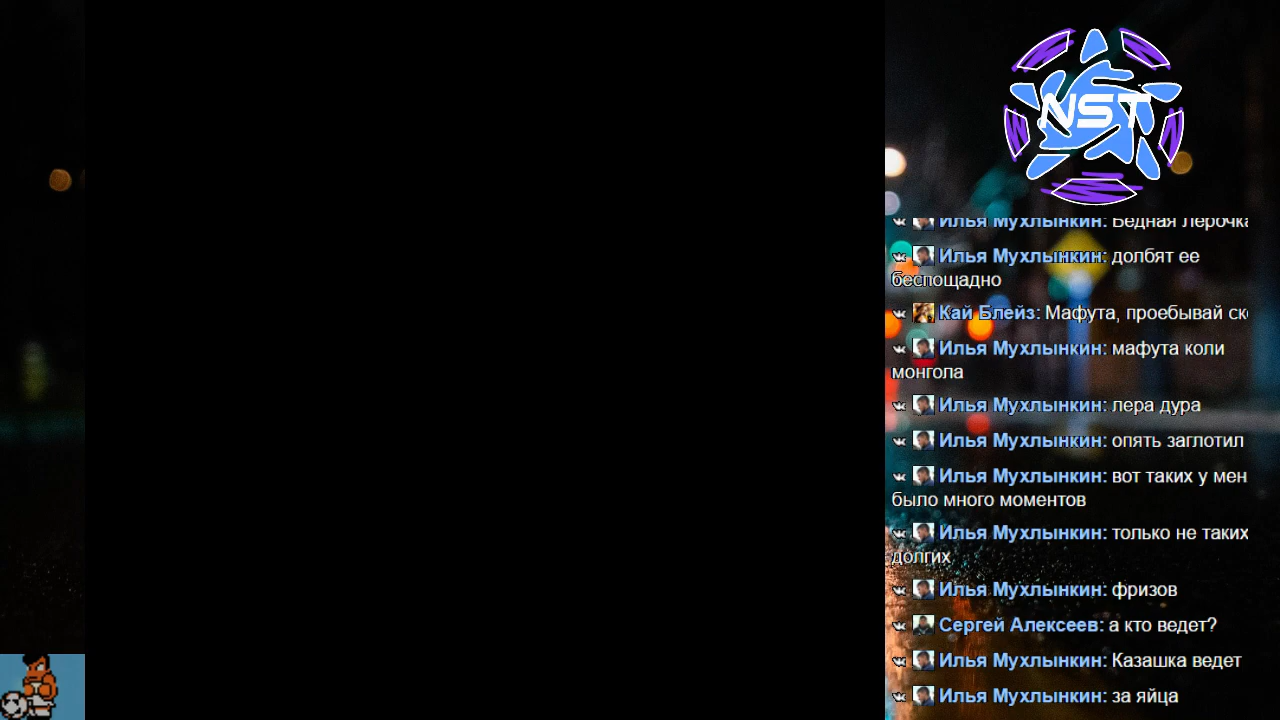 NST
Илья Мухлынкин: Бедная Лерочка
Илья Мухлынкин: долбят ее
беспощадно
Кай Блейз: Мафута, проебывай
Илья Мухлынкин: мафута коли
монгола
Илья Мухлынкин: лера дура
Илья Мухлынкин: опять заглотил
Илья Мухлынкин: вот таких у
было много моментов
Илья Мухлынкин: только не таких
долгих
Илья Мухлынкин: фризов
Сергей Алексеев: а кто ведет?
Илья Мухлынкин: Казашка ведет
Илья Мухлынкин: за яйца